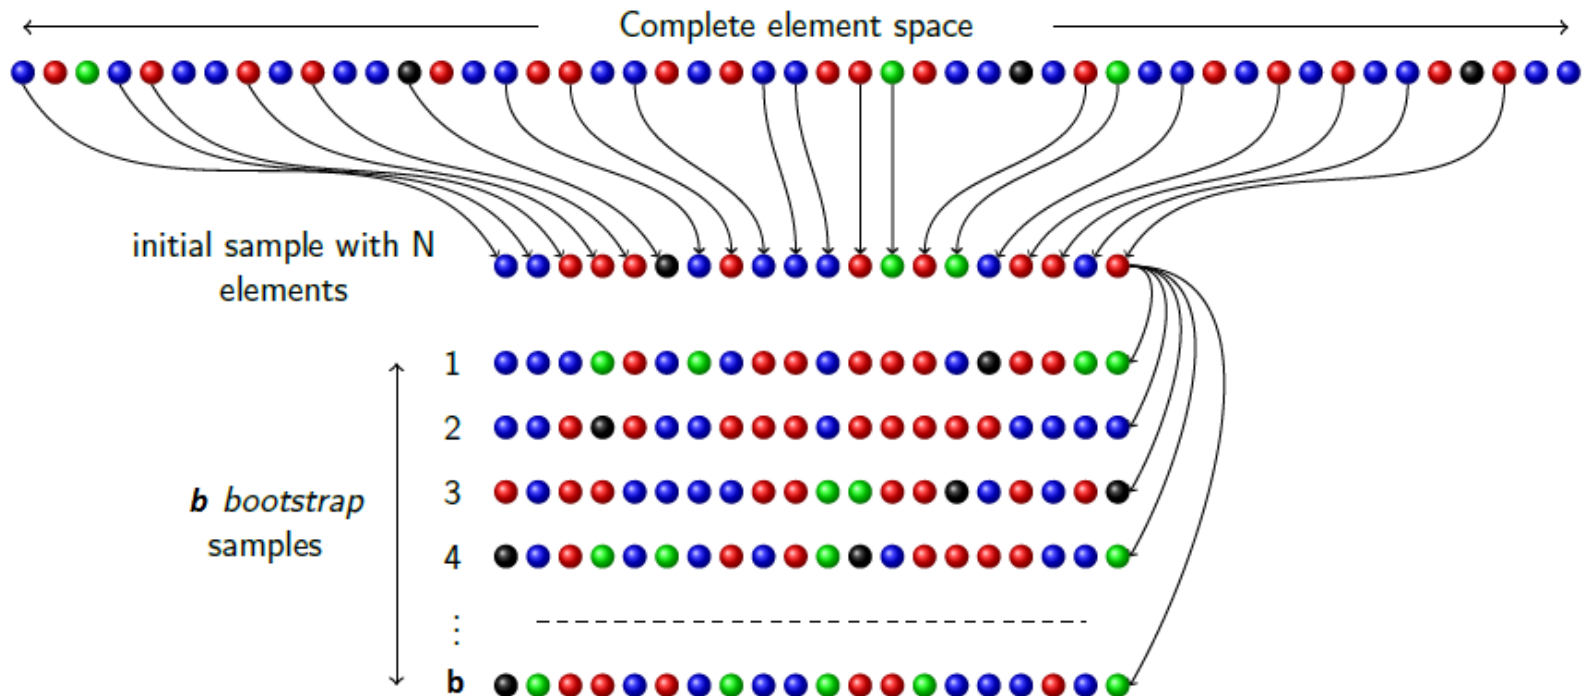 Complete element space
initial sample with N
elements
1
2
b bootstrap
samples
3
4
⋮
b